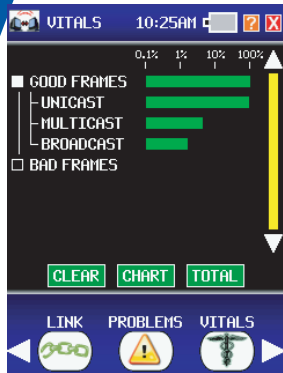 VITALS 10:25AM ? X
0.1% 1% 10% 100%
GOOD FRAMES
UNICAST
MULTICAST
BROADCAST
BAD FRAMES
CLEAR CHART TOTAL
LINK PROBLEMS VITALS